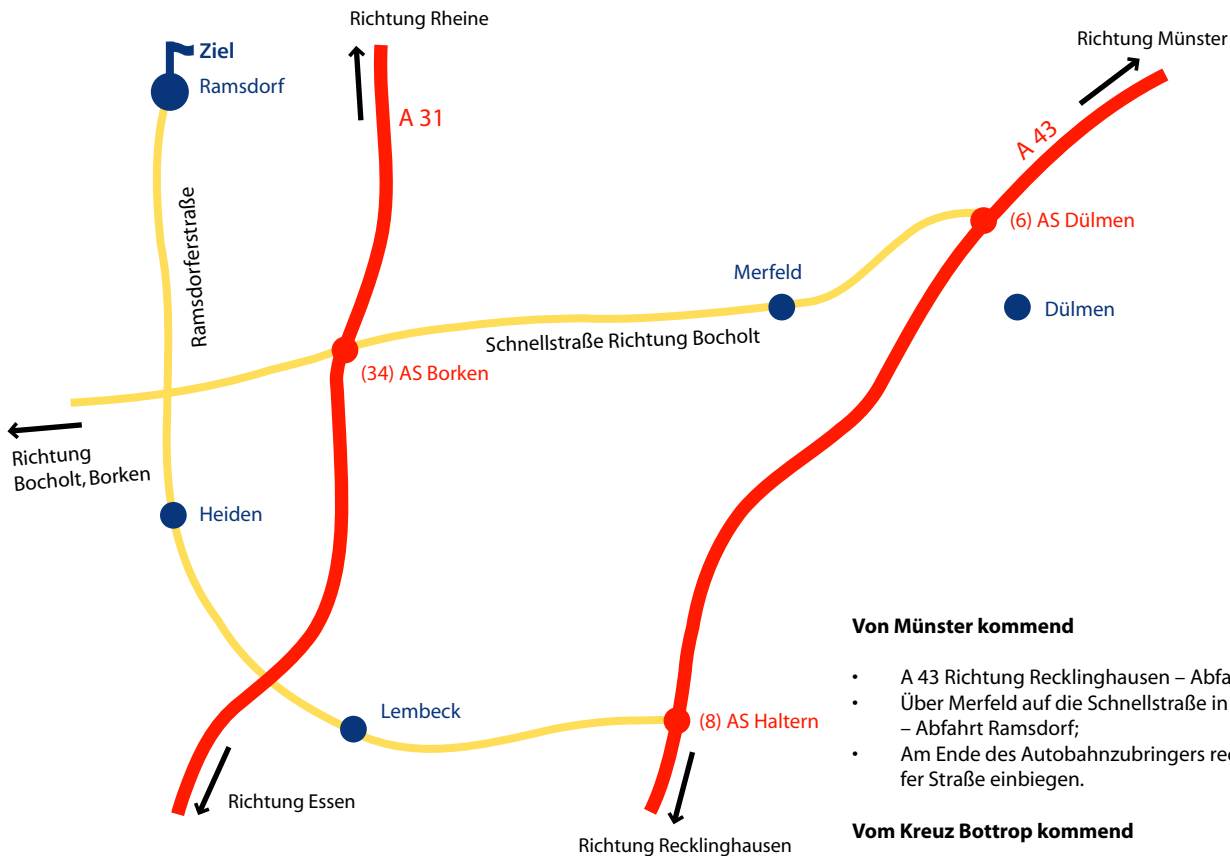 Richtung Rheine
Richtung Münster
Ziel
Ramsdorf
A 31
A 43
Ramsdorferstraße
(6) AS Dülmen
Merfeld
Dülmen
Schnellstraße Richtung Bocholt
(34) AS Borken
Richtung
Bocholt, Borken
Heiden
Lembeck
(8) AS Haltern
Richtung Essen
Richtung Recklinghausen
Von Münster kommend
• A 43 Richtung Recklinghausen – Abfa
• Über Merfeld auf die Schnellstraße in
– Abfahrt Ramsdorf;
• Am Ende des Autobahnzubringers re
fer Straße einbiegen.
Vom Kreuz Bottrop kommend